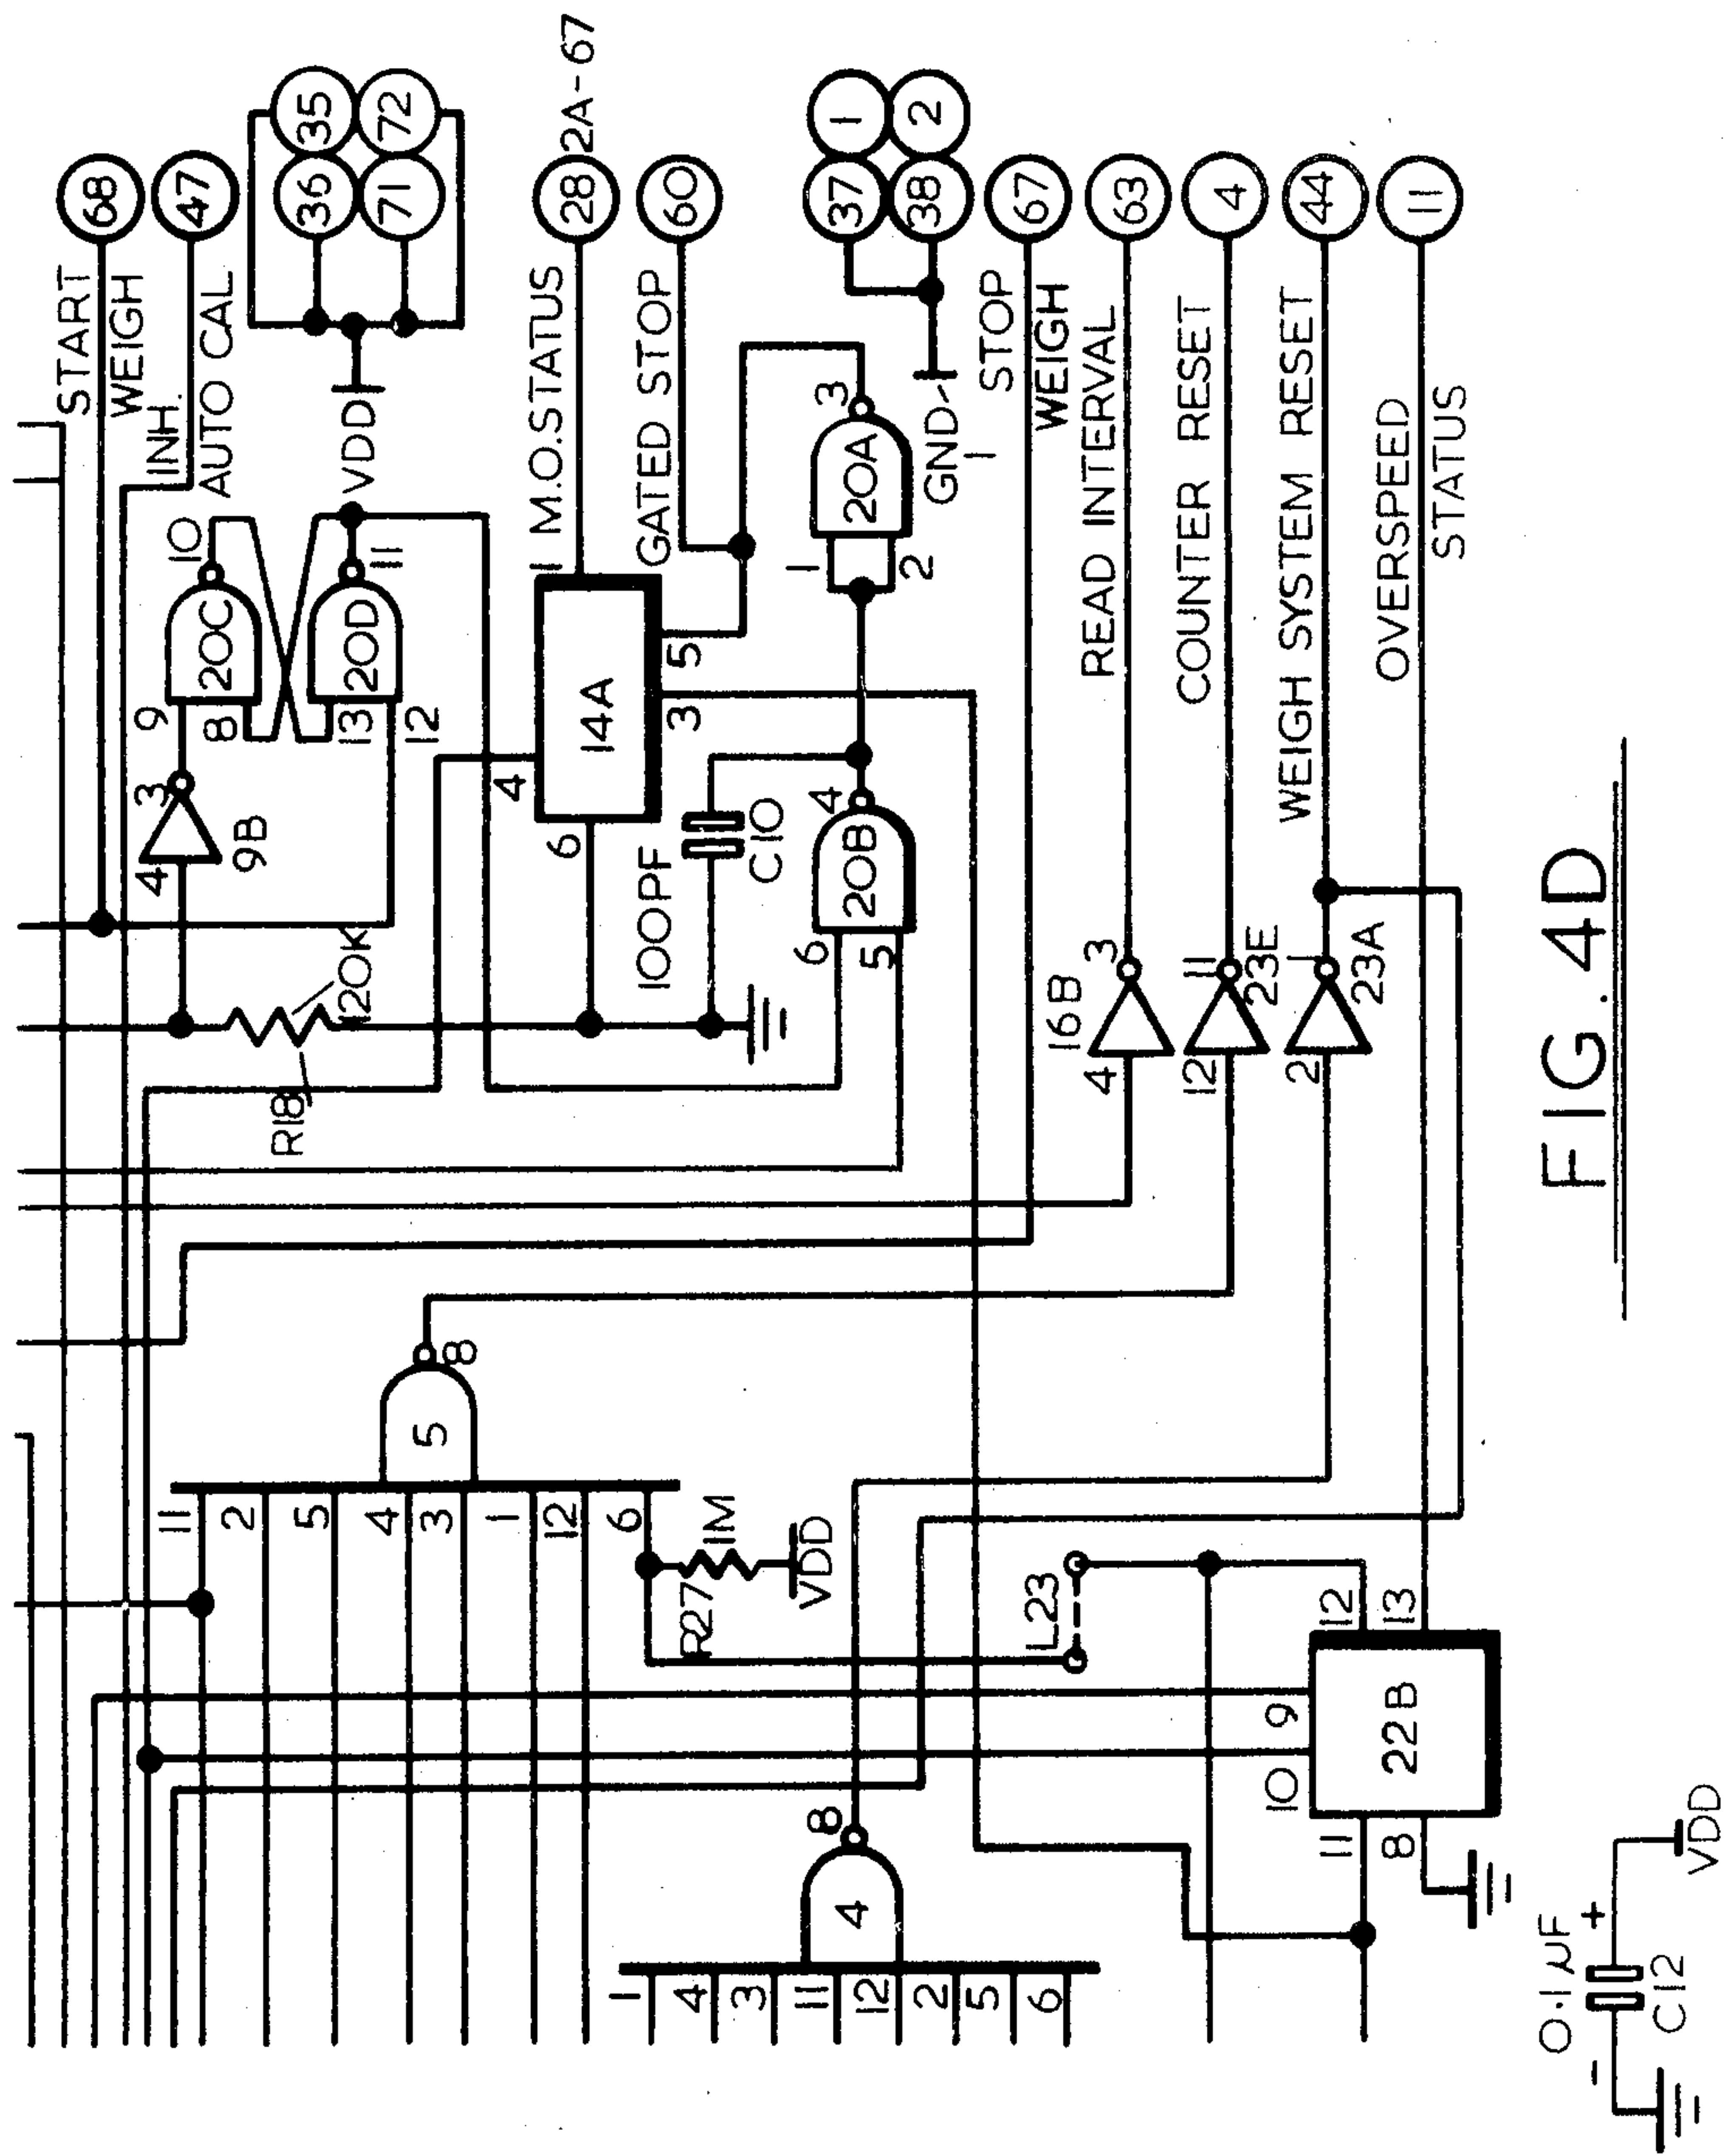 START
WEIGH
68
INH.
AUTO CAL
47
35
36
72
71
VDD
9
8
20C
10
13
12
20D
11
4
3
9B
120K
R18
1
M.O. STATUS
28
2A-67
GATED STOP
60
4
6
14A
3
5
100PF
C10
6
5
20B
4
1
2
20A
3
GND
1
37
1
38
2
STOP
WEIGH
67
READ INTERVAL
63
16B
4
3
COUNTER RESET
4
12
11
23E
WEIGH SYSTEM RESET
44
2
1
23A
OVERSPEED
STATUS
11
11
2
5
4
3
1
12
6
5
8
R27
1M
VDD
L23
1
4
3
11
12
2
5
6
4
8
10
9
11
8
22B
12
13
0.1µF
-
+
C12
VDD
FIG. 4D